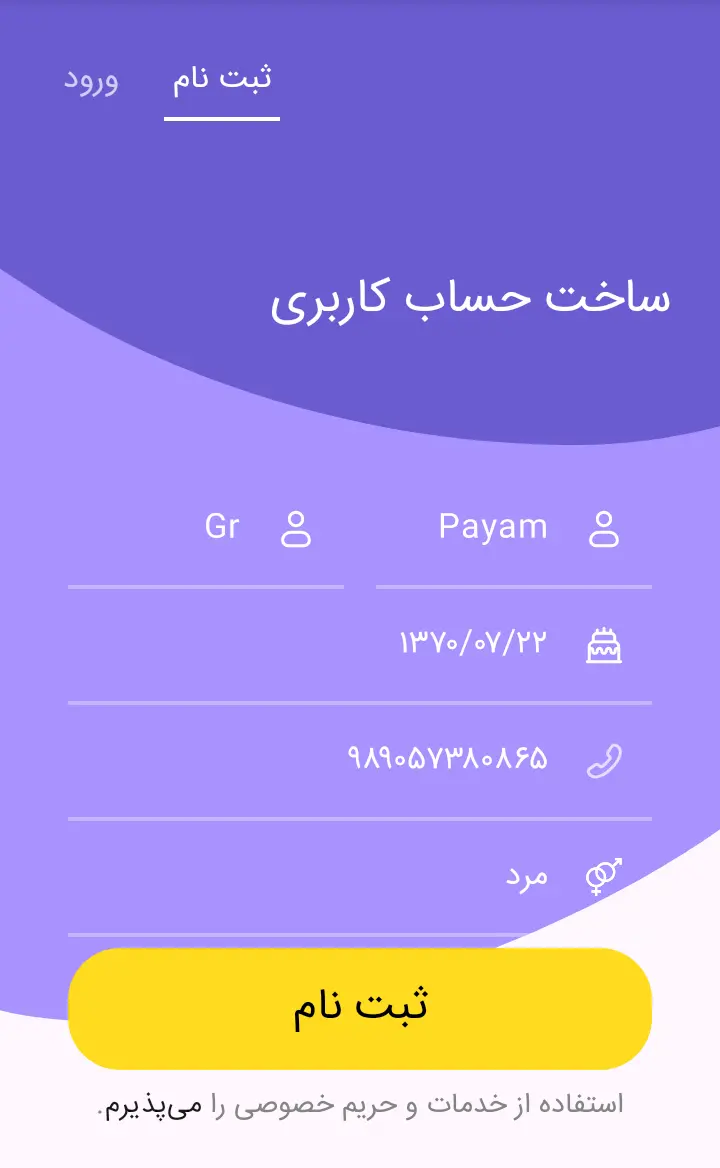 ثبت نام ورود
ساخت حساب کاربری
Payam Gr
۱۳۷۰/۰۷/۲۲
۹۸۹۰۵۷۳۸۰۸۶۵
مرد
ثبت نام
استفاده از خدمات و حریم خصوصی را می‌پذیرم.